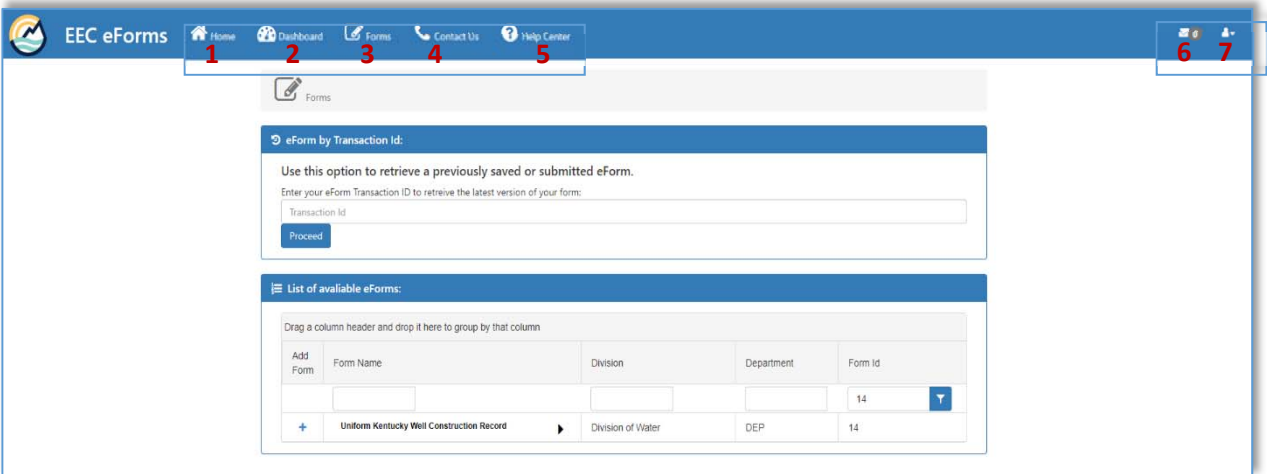 EEC eForms Home Dashboard Forms Contact Us Help Center 0
1 2 3 4 5 6 7
Forms
eForm by Transaction Id:
Use this option to retrieve a previously saved or submitted eForm.
Enter your eForm Transaction ID to retreive the latest version of your form:
Transaction Id
Proceed
List of avaliable eForms:
Drag a column header and drop it here to group by that column
Add Form Form Name Division Department Form Id
14
+ Uniform Kentucky Well Construction Record Division of Water DEP 14